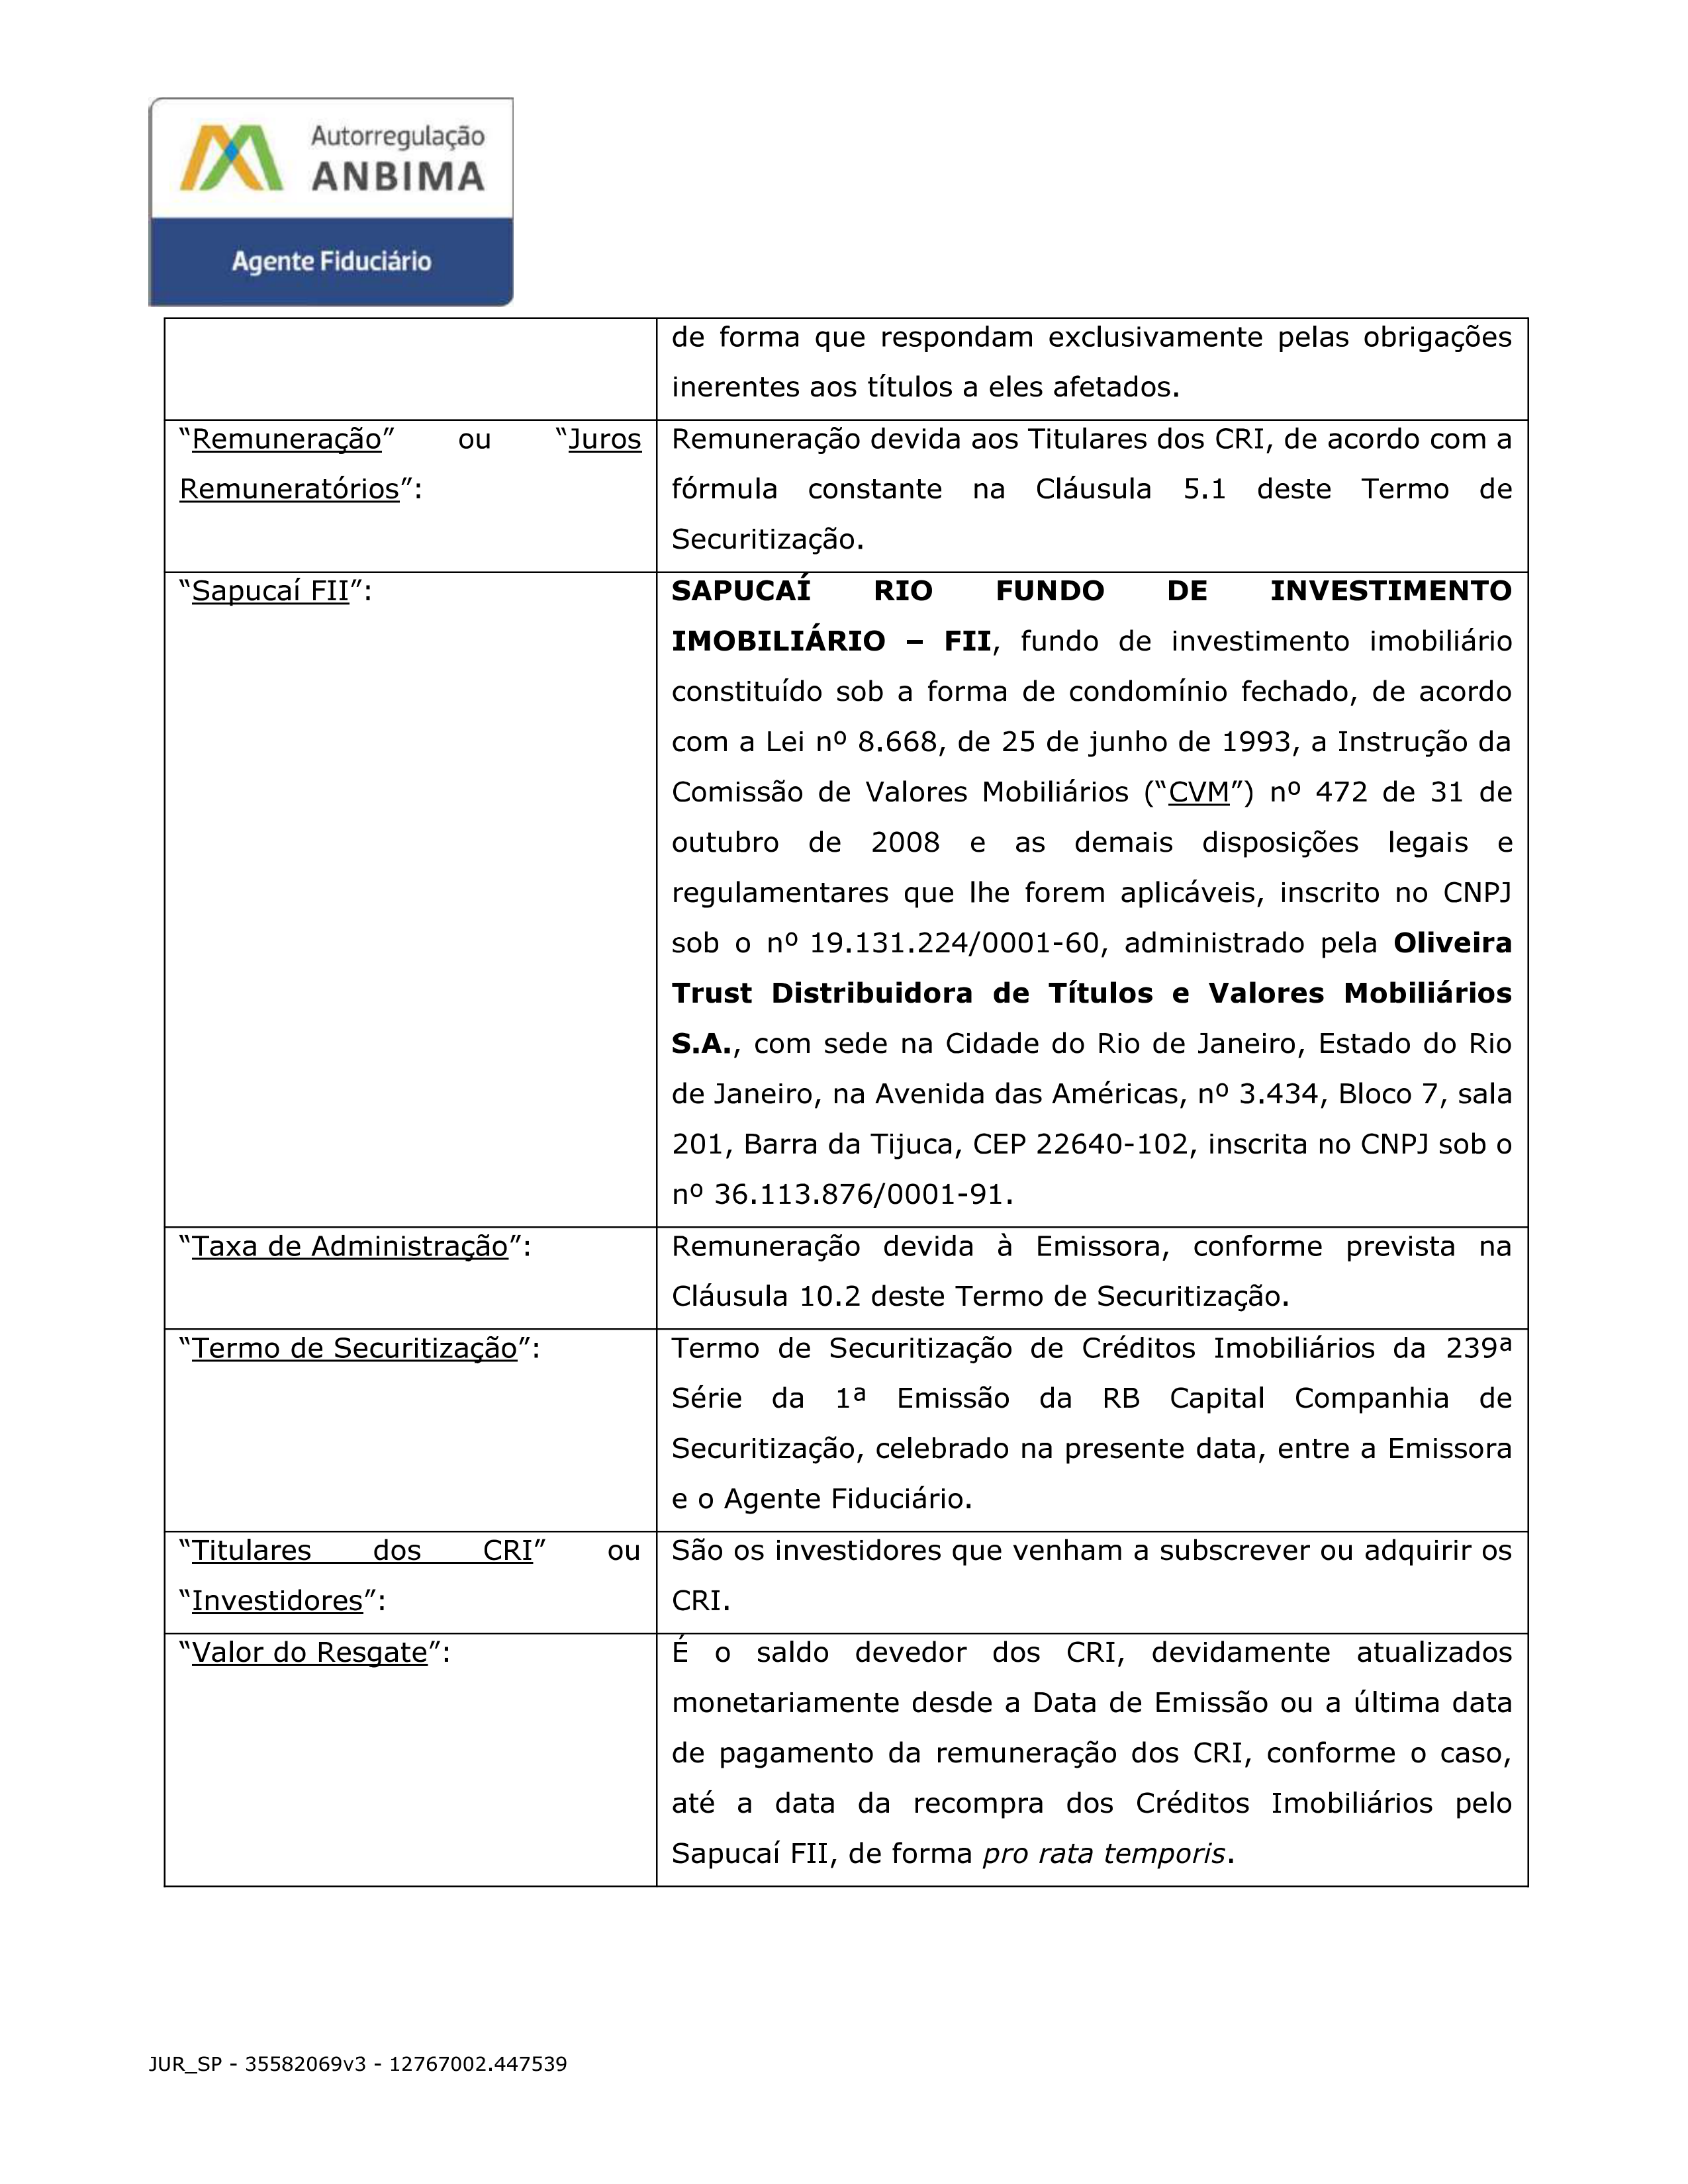 Autorregulação
ANBIMA
Agente Fiduciário
de forma que respondam exclusivamente pelas obrigações
inerentes aos títulos a eles afetados.
“Remuneração” ou “Juros
Remuneratórios”:
Remuneração devida aos Titulares dos CRI, de acordo com a
fórmula constante na Cláusula 5.1 deste Termo de
Securitização.
“Sapucaí FII”:
SAPUCAÍ RIO FUNDO DE INVESTIMENTO
IMOBILIÁRIO – FII, fundo de investimento imobiliário
constituído sob a forma de condomínio fechado, de acordo
com a Lei nº 8.668, de 25 de junho de 1993, a Instrução da
Comissão de Valores Mobiliários (“CVM”) nº 472 de 31 de
outubro de 2008 e as demais disposições legais e
regulamentares que lhe forem aplicáveis, inscrito no CNPJ
sob o nº 19.131.224/0001-60, administrado pela Oliveira
Trust Distribuidora de Títulos e Valores Mobiliários
S.A., com sede na Cidade do Rio de Janeiro, Estado do Rio
de Janeiro, na Avenida das Américas, nº 3.434, Bloco 7, sala
201, Barra da Tijuca, CEP 22640-102, inscrita no CNPJ sob o
nº 36.113.876/0001-91.
“Taxa de Administração”:
Remuneração devida à Emissora, conforme prevista na
Cláusula 10.2 deste Termo de Securitização.
“Termo de Securitização”:
Termo de Securitização de Créditos Imobiliários da 239ª
Série da 1ª Emissão da RB Capital Companhia de
Securitização, celebrado na presente data, entre a Emissora
e o Agente Fiduciário.
“Titulares dos CRI” ou
“Investidores”:
São os investidores que venham a subscrever ou adquirir os
CRI.
“Valor do Resgate”:
É o saldo devedor dos CRI, devidamente atualizados
monetariamente desde a Data de Emissão ou a última data
de pagamento da remuneração dos CRI, conforme o caso,
até a data da recompra dos Créditos Imobiliários pelo
Sapucaí FII, de forma pro rata temporis.
JUR_SP - 35582069v3 - 12767002.447539